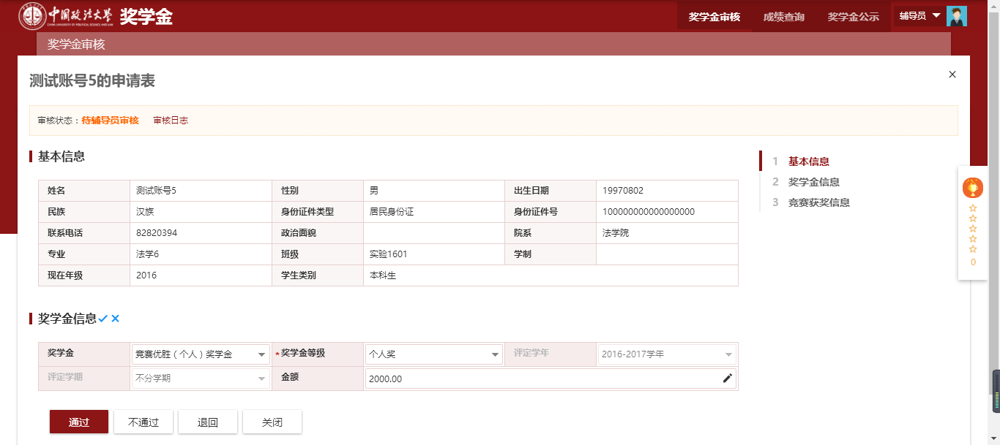 中国政法大学 奖学金 奖学金审核 成绩查询 奖学金公示 辅导员
CHINA UNIVERSITY OF POLITICAL SCIENCE AND LAW
奖学金审核
测试账号5的申请表 ×
审核状态：待辅导员审核 审核日志
基本信息
姓名 测试账号5 性别 男 出生日期 19970802
民族 汉族 身份证件类型 居民身份证 身份证件号 100000000000000000
联系电话 82820394 政治面貌 院系 法学院
专业 法学6 班级 实验1601 学制
现在年级 2016 学生类别 本科生
1 基本信息
2 奖学金信息
3 竞赛获奖信息
0
奖学金信息
奖学金 竞赛优胜（个人）奖学金 *奖学金等级 个人奖 评定学年 2016-2017学年
评定学期 不分学期 金额 2000.00
通过 不通过 退回 关闭